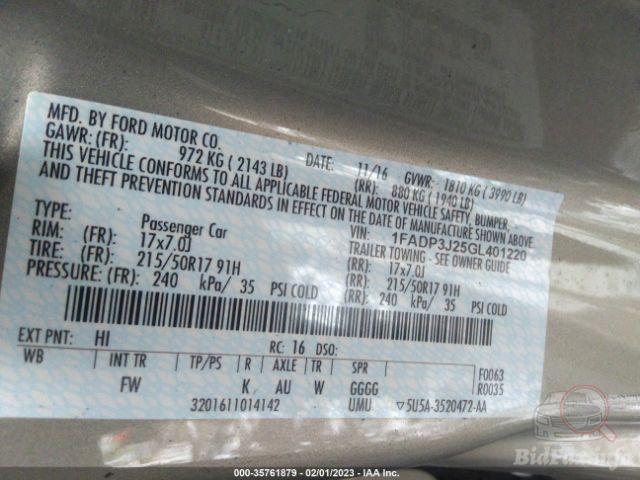 MFD. BY FORD MOTOR CO.
DATE: 11/16 GVWR: 1810 KG ( 3990 LB)
GAWR: (FR): 972 KG ( 2143 LB) (RR): 880 KG ( 1940 LB)
THIS VEHICLE CONFORMS TO ALL APPLICABLE FEDERAL MOTOR VEHICLE SAFETY, BUMPER,
AND THEFT PREVENTION STANDARDS IN EFFECT ON THE DATE OF MANUFACTURE SHOWN ABOVE.
VIN: 1FADP3J25GL401220
TYPE: Passenger Car TRAILER TOWING - SEE OWNER GUIDE
RIM: (FR): 17x7.0J (RR): 17x7.0J
TIRE: (FR): 215/50R17 91H (RR): 215/50R17 91H
PRESSURE: (FR): 240 kPa/ 35 PSI COLD (RR): 240 kPa/ 35 PSI COLD
EXT PNT: HI RC: 16 DSO:
WB INT TR TP/PS R AXLE TR SPR F0063
FW K AU W GGGG R0035
3201611014142 UMU ▽5U5A-3520472-AA
000-35761879 - 02/01/2023 - IAA Inc.
BidFax.info